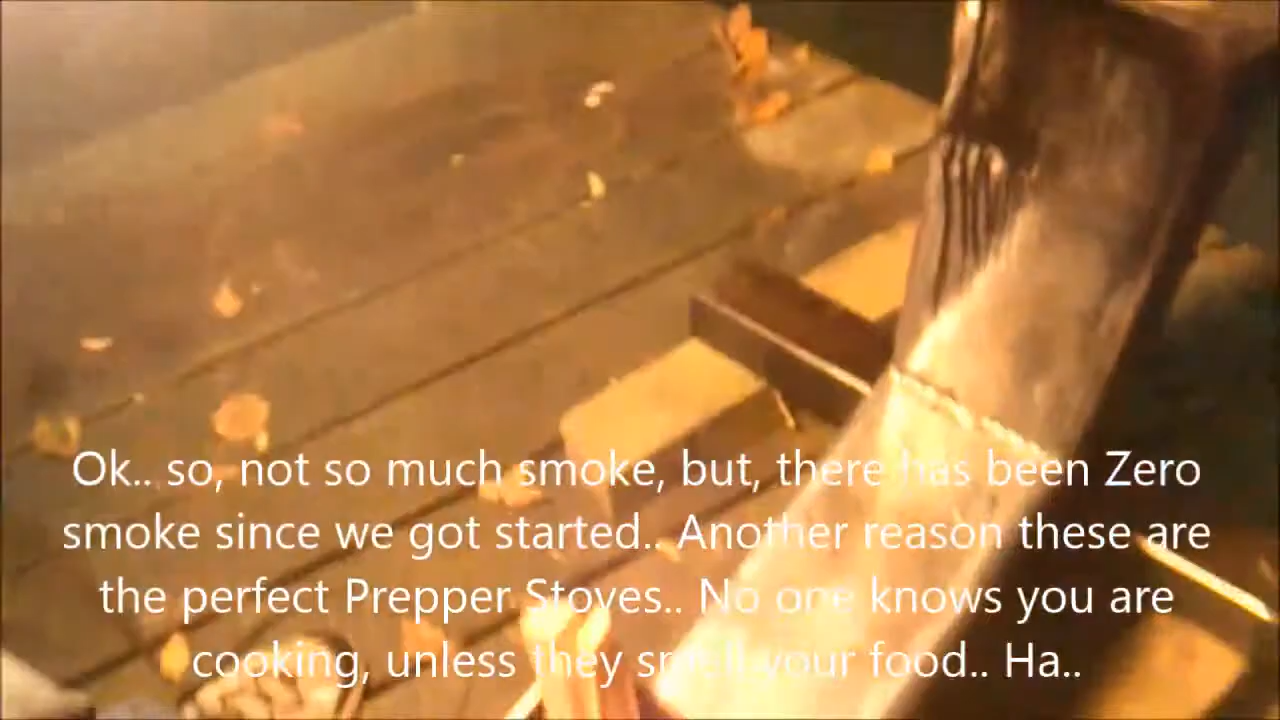 Ok.. so, not so much smoke, but, there has been Zero
smoke since we got started.. Another reason these are
the perfect Prepper Stoves.. No one knows you are
cooking, unless they smell your food.. Ha..